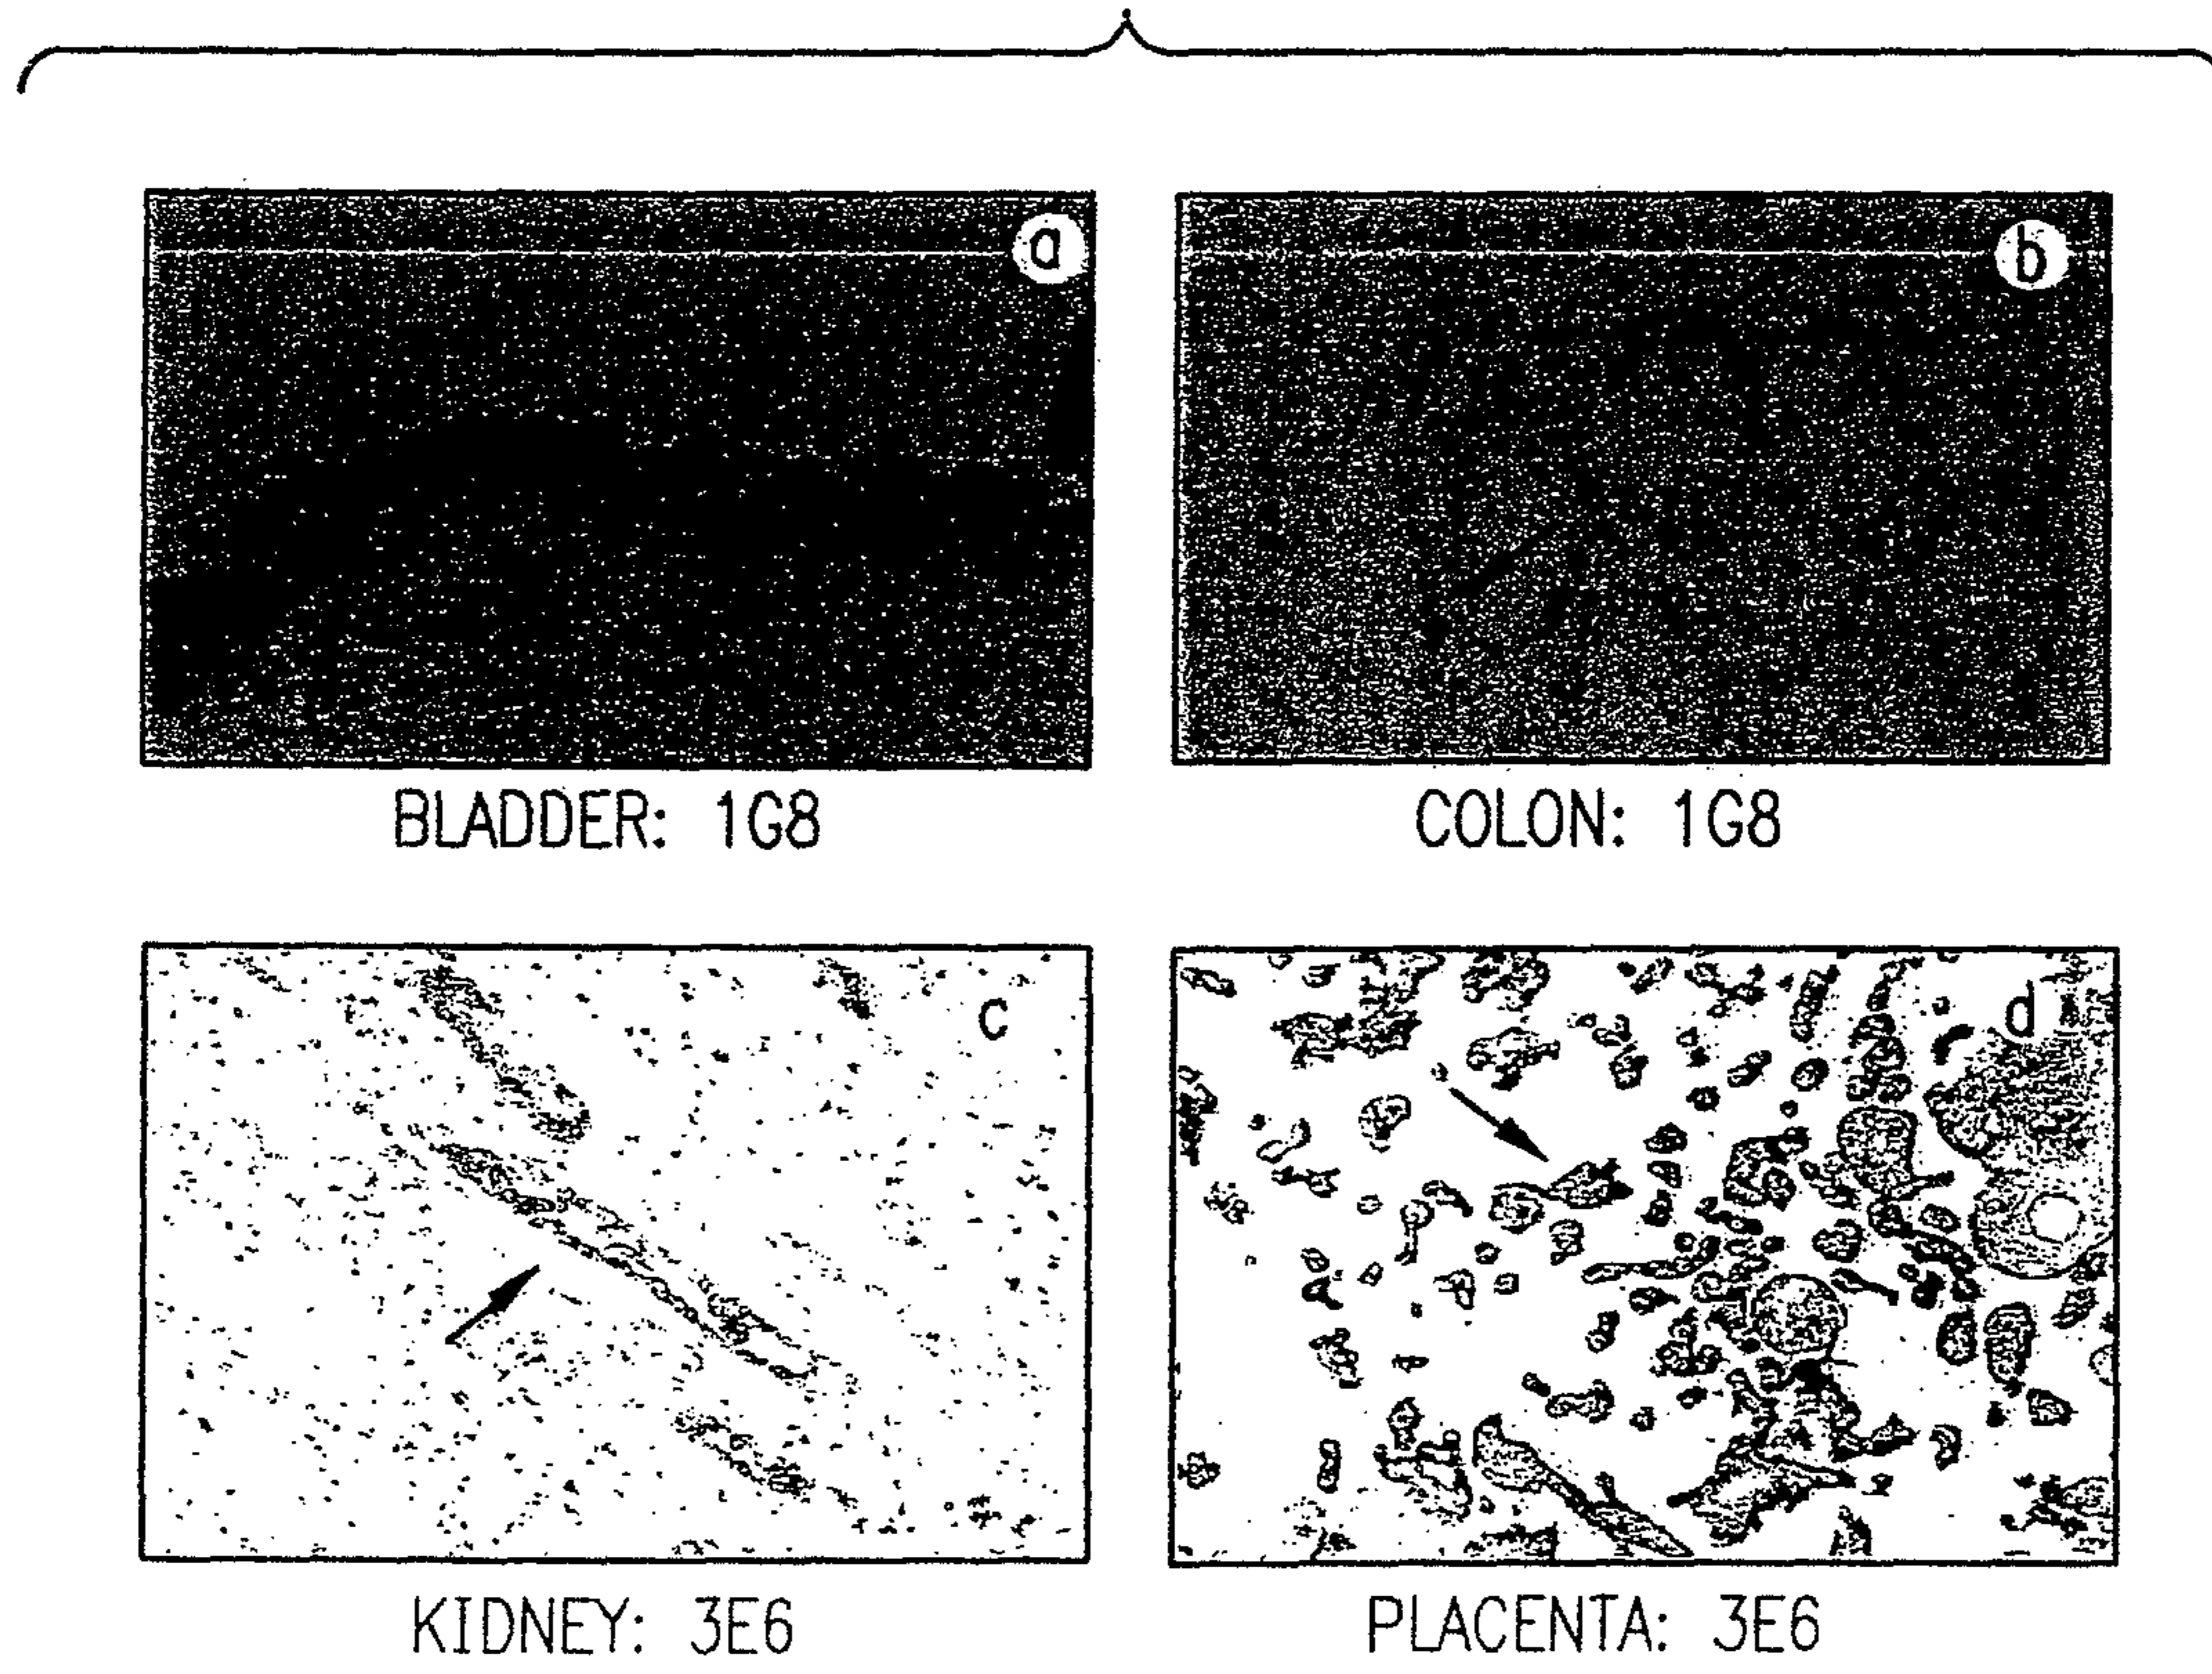 a
b
BLADDER: 1G8
COLON: 1G8
c
d
KIDNEY: 3E6
PLACENTA: 3E6